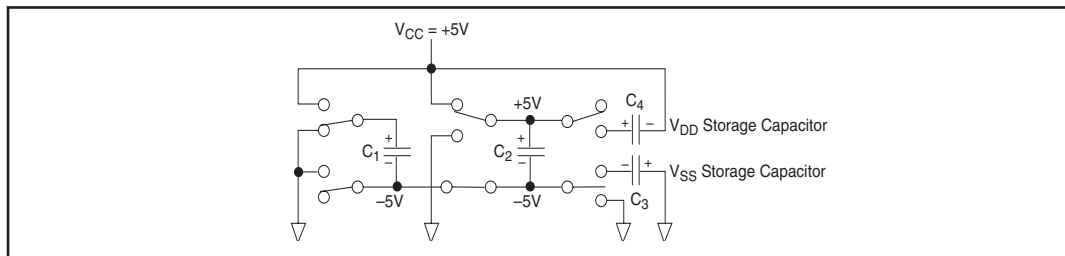 V_CC = +5V
+5V
C_4
+ −
V_DD Storage Capacitor
+
C_1
−
+
C_2
−
− +
V_SS Storage Capacitor
C_3
−5V
−5V